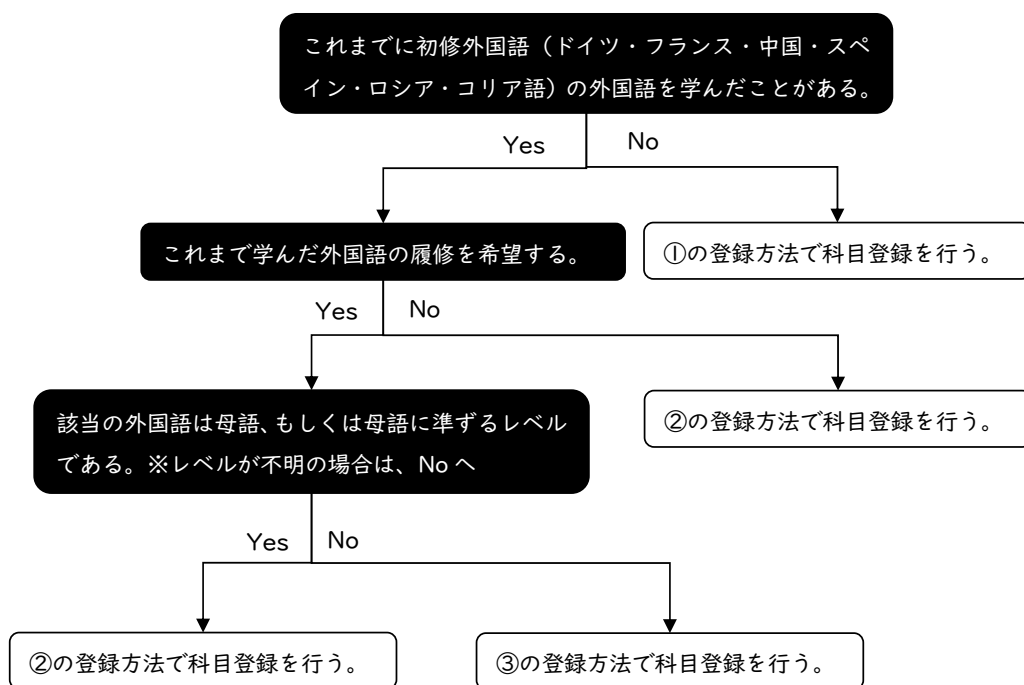 これまでに初修外国語（ドイツ・フランス・中国・スペ
イン・ロシア・コリア語）の外国語を学んだことがある。
Yes
No
これまで学んだ外国語の履修を希望する。
①の登録方法で科目登録を行う。
Yes
No
該当の外国語は母語、もしくは母語に準ずるレベル
である。※レベルが不明の場合は、No へ
②の登録方法で科目登録を行う。
Yes
No
②の登録方法で科目登録を行う。
③の登録方法で科目登録を行う。